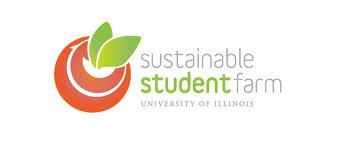 sustainable
studentfarm
UNIVERSITY OF ILLINOIS